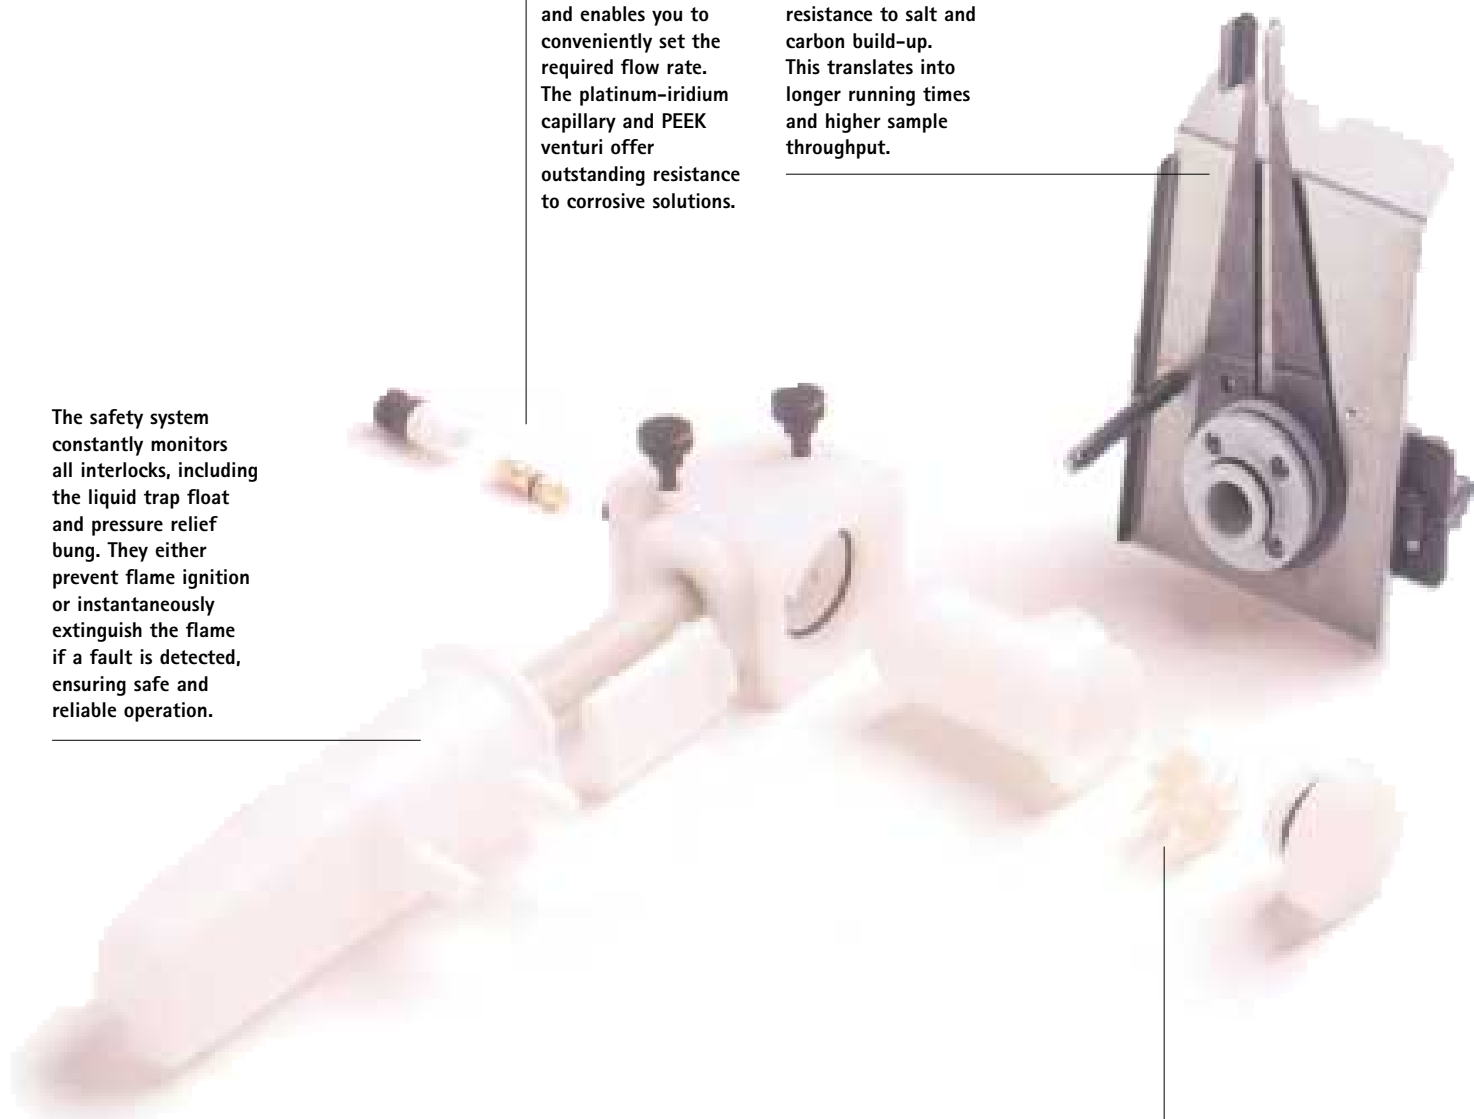 and enables you to
conveniently set the
required flow rate.
The platinum-iridium
capillary and PEEK
venturi offer
outstanding resistance
to corrosive solutions.
resistance to salt and
carbon build-up.
This translates into
longer running times
and higher sample
throughput.
The safety system
constantly monitors
all interlocks, including
the liquid trap float
and pressure relief
bung. They either
prevent flame ignition
or instantaneously
extinguish the flame
if a fault is detected,
ensuring safe and
reliable operation.